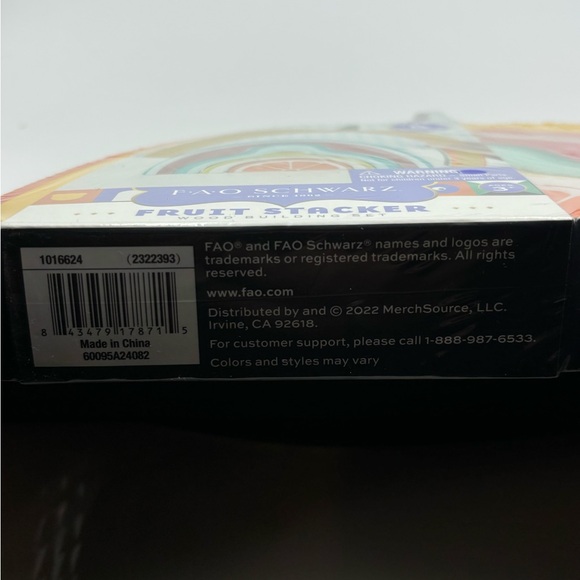 WARNING:
FAO SCHWARZ
SINCE 1862
FRUIT STACKER
WOOD BUILDING SET
3+
1016624 (2322393)
8 43479 17871 5
Made in China
60095A24082
FAO® and FAO Schwarz® names and logos are
trademarks or registered trademarks. All rights
reserved.
www.fao.com
Distributed by and © 2022 MerchSource, LLC.
Irvine, CA 92618.
For customer support, please call 1-888-987-6533.
Colors and styles may vary